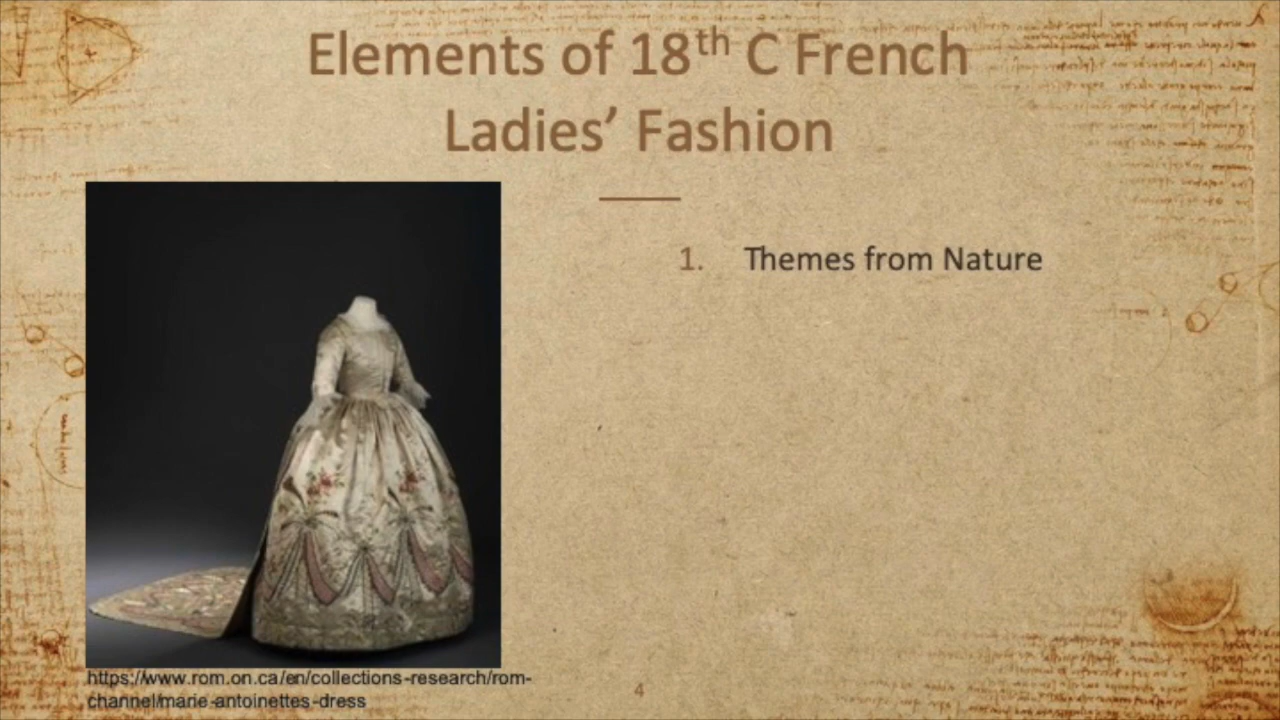 Elements of 18th C French
Ladies’ Fashion
1. Themes from Nature
https://www.rom.on.ca/en/collections-research/rom-
channel/marie-antoinettes-dress
4